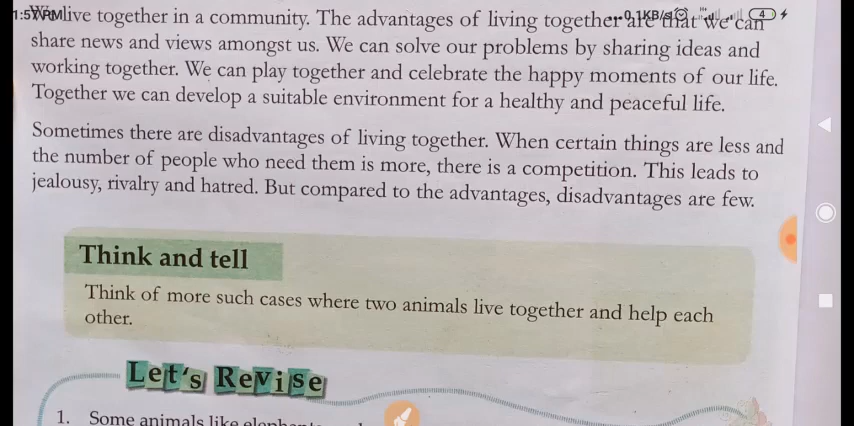 We live together in a community. The advantages of living together are that we can
share news and views amongst us. We can solve our problems by sharing ideas and
working together. We can play together and celebrate the happy moments of our life.
Together we can develop a suitable environment for a healthy and peaceful life.
Sometimes there are disadvantages of living together. When certain things are less and
the number of people who need them is more, there is a competition. This leads to
jealousy, rivalry and hatred. But compared to the advantages, disadvantages are few.
Think and tell
Think of more such cases where two animals live together and help each
other.
Let's Revise
1. Some animals like